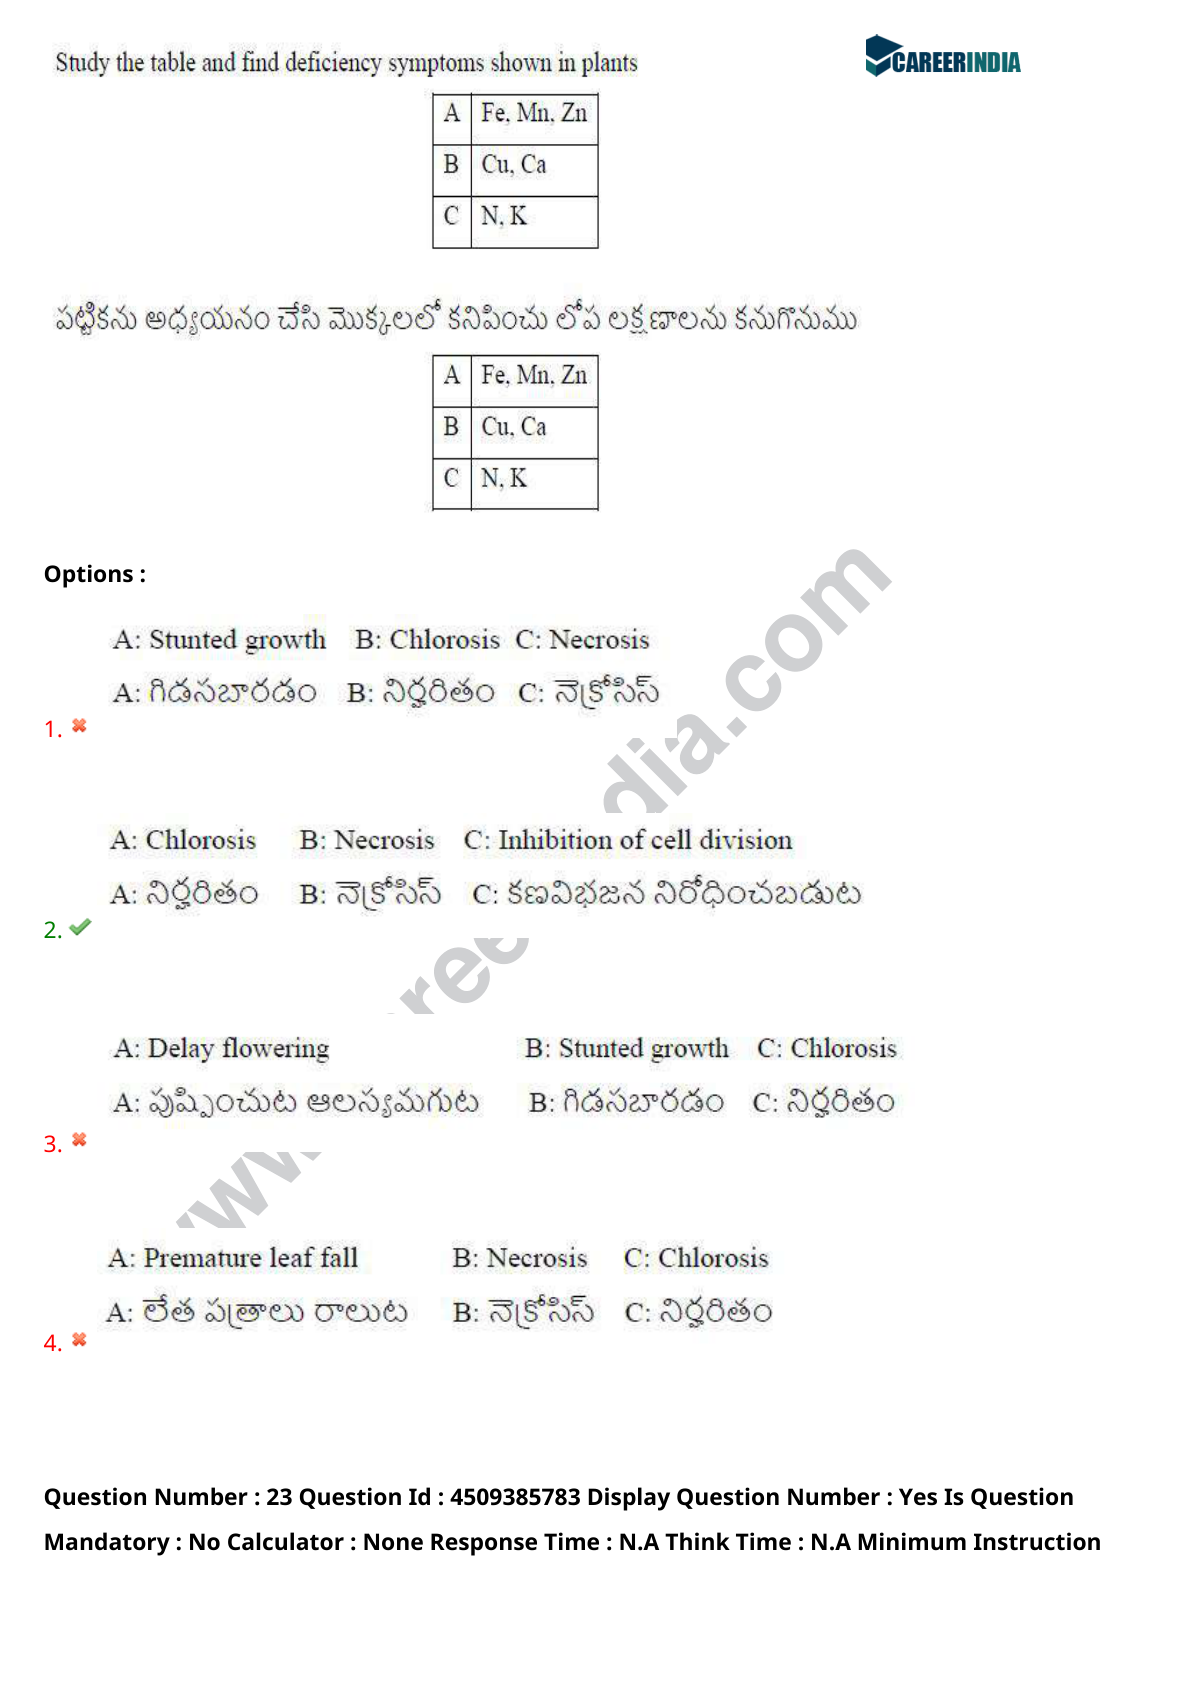 Study the table and find deficiency symptoms shown in plants
CAREERINDIA
A Fe, Mn, Zn
B Cu, Ca
C N, K
పట్టికను అధ్యయనం చేసి మొక్కలలో కనిపించు లోప లక్షణాలను కనుగొనుము
A Fe, Mn, Zn
B Cu, Ca
C N, K
Options :
A: Stunted growth B: Chlorosis C: Necrosis
A: గిడసబారడం B: నిర్హరితం C: నెక్రోసిస్
1.
A: Chlorosis B: Necrosis C: Inhibition of cell division
A: నిర్హరితం B: నెక్రోసిస్ C: కణవిభజన నిరోధించబడుట
2.
A: Delay flowering B: Stunted growth C: Chlorosis
A: పుష్పించుట ఆలస్యమగుట B: గిడసబారడం C: నిర్హరితం
3.
A: Premature leaf fall B: Necrosis C: Chlorosis
A: లేత పత్రాలు రాలుట B: నెక్రోసిస్ C: నిర్హరితం
4.
Question Number : 23 Question Id : 4509385783 Display Question Number : Yes Is Question
Mandatory : No Calculator : None Response Time : N.A Think Time : N.A Minimum Instruction